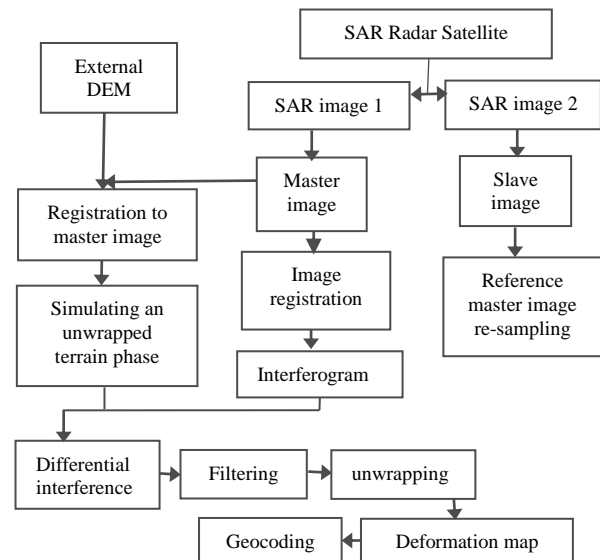 SAR Radar Satellite
External
DEM
SAR image 1
SAR image 2
Master
image
Slave
image
Registration to
master image
Image
registration
Reference
master image
re-sampling
Simulating an
unwrapped
terrain phase
Interferogram
Differential
interference
Filtering
unwrapping
Geocoding
Deformation map